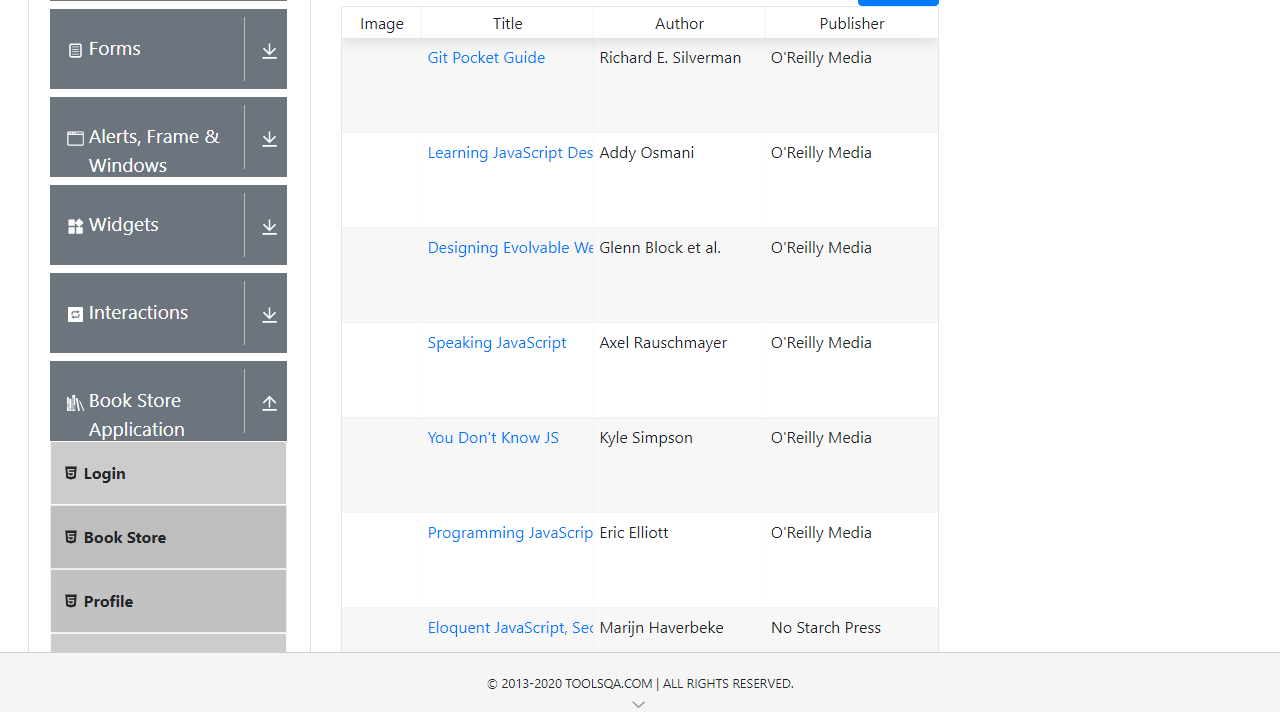 Forms
Alerts, Frame &
Windows
Widgets
Interactions
Book Store
Application
Login
Book Store
Profile
Image Title Author Publisher
Git Pocket Guide Richard E. Silverman O'Reilly Media
Learning JavaScript Des Addy Osmani O'Reilly Media
Designing Evolvable We Glenn Block et al. O'Reilly Media
Speaking JavaScript Axel Rauschmayer O'Reilly Media
You Don't Know JS Kyle Simpson O'Reilly Media
Programming JavaScrip Eric Elliott O'Reilly Media
Eloquent JavaScript, Sec Marijn Haverbeke No Starch Press
© 2013-2020 TOOLSQA.COM | ALL RIGHTS RESERVED.